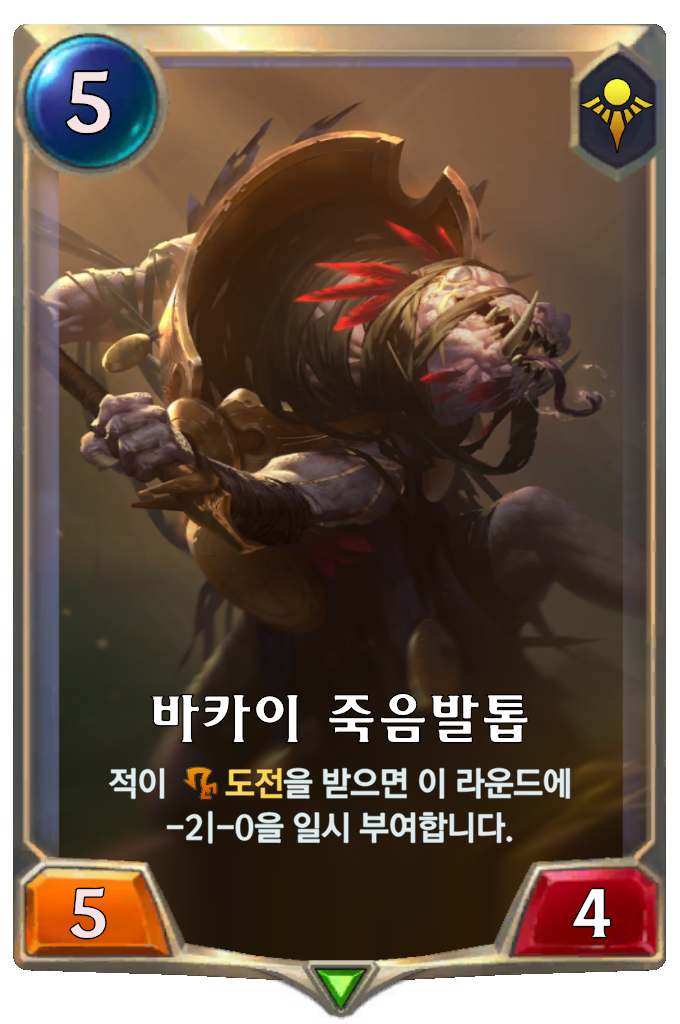 5
바카이 죽음발톱
적이 도전을 받으면 이 라운드에
-2|-0을 일시 부여합니다.
5
4